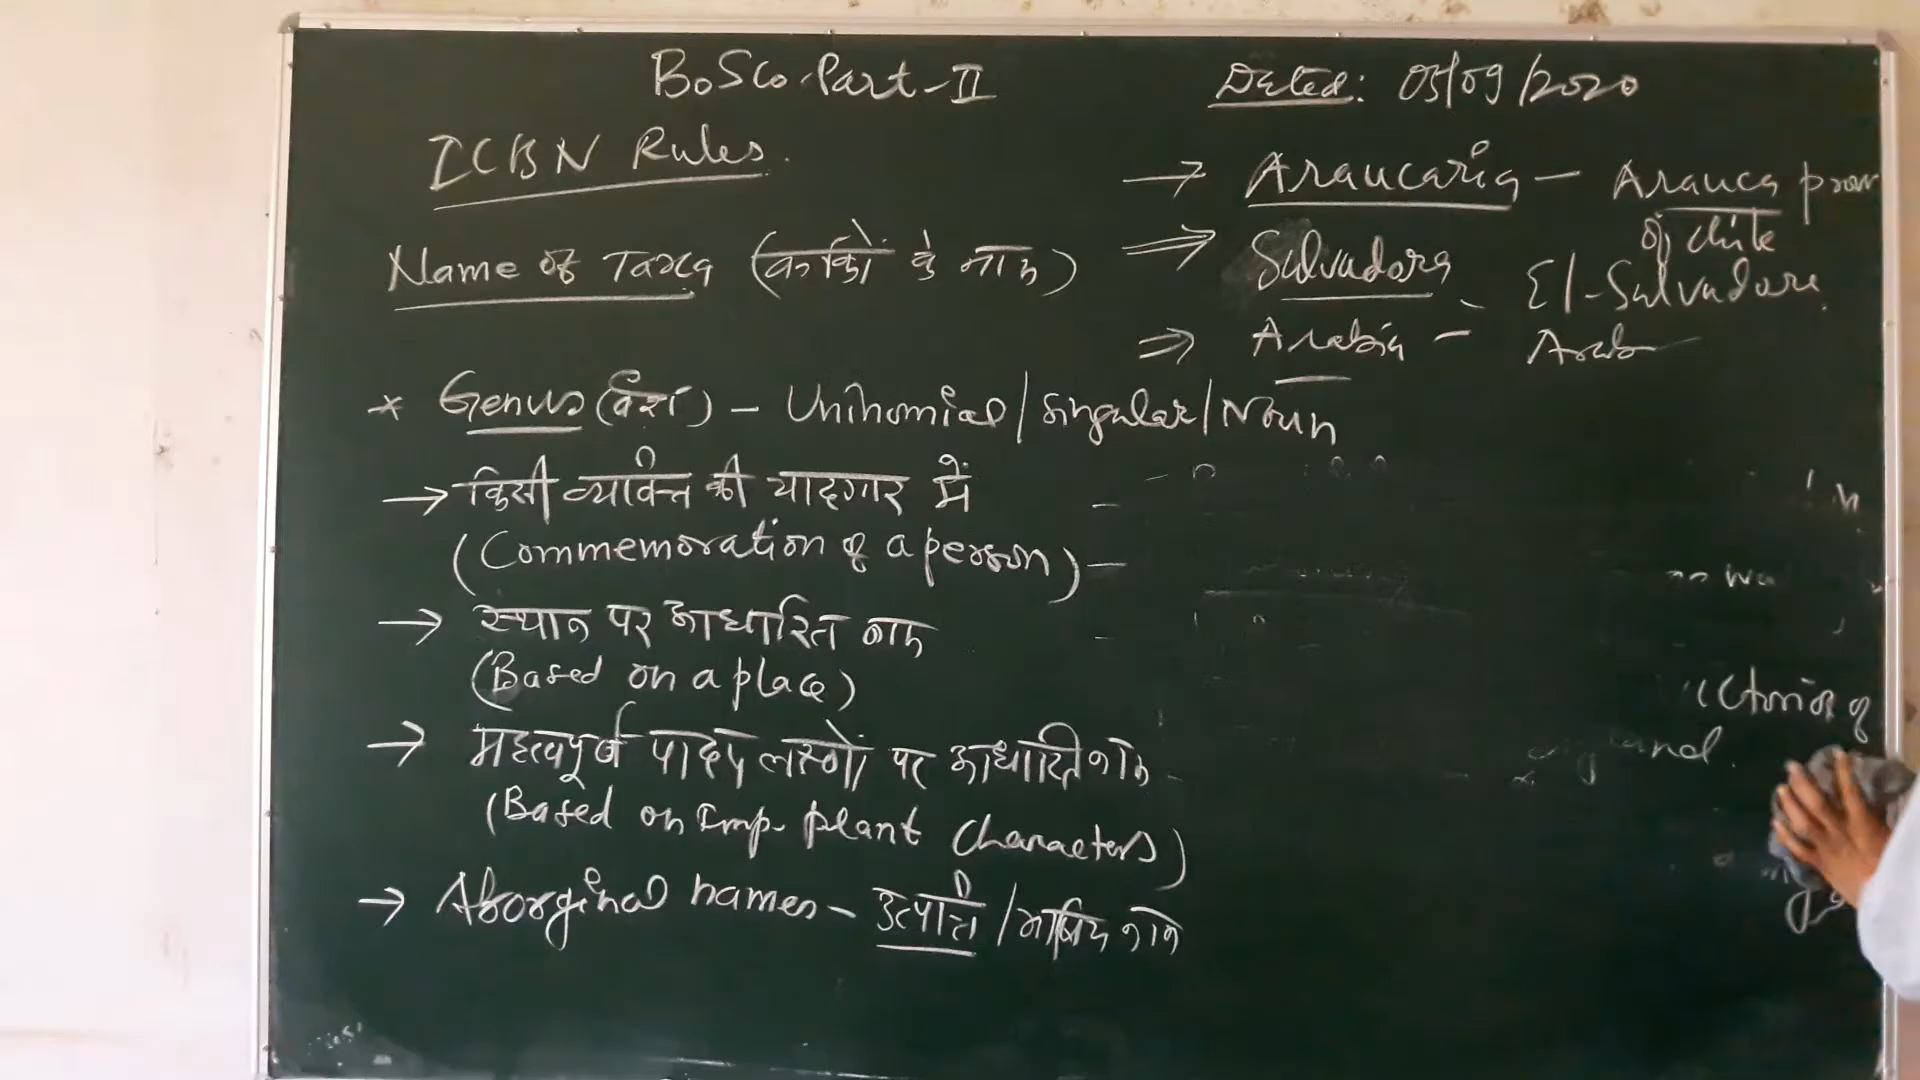 BoSco-Part-II
Dated: 05/09/2020
ICBN Rules.
Name of Taxa (वर्गकों के नाम)
→ Araucaria - Arauca prov
of chile
⇒ Salvadora - El-Salvadore.
⇒ Arabia - Arab
* Genus (वंश) - Uninomial/Singular/Noun
→ किसी व्यक्ति की यादगार में
(Commemoration of a person) -
→ स्थान पर आधारित नाम
(Based on a place)
→ महत्वपूर्ण पादप लक्षणों पर आधारित नाम
(Based on Imp. plant Characters)
→ Aborginal names - उत्पत्ति /